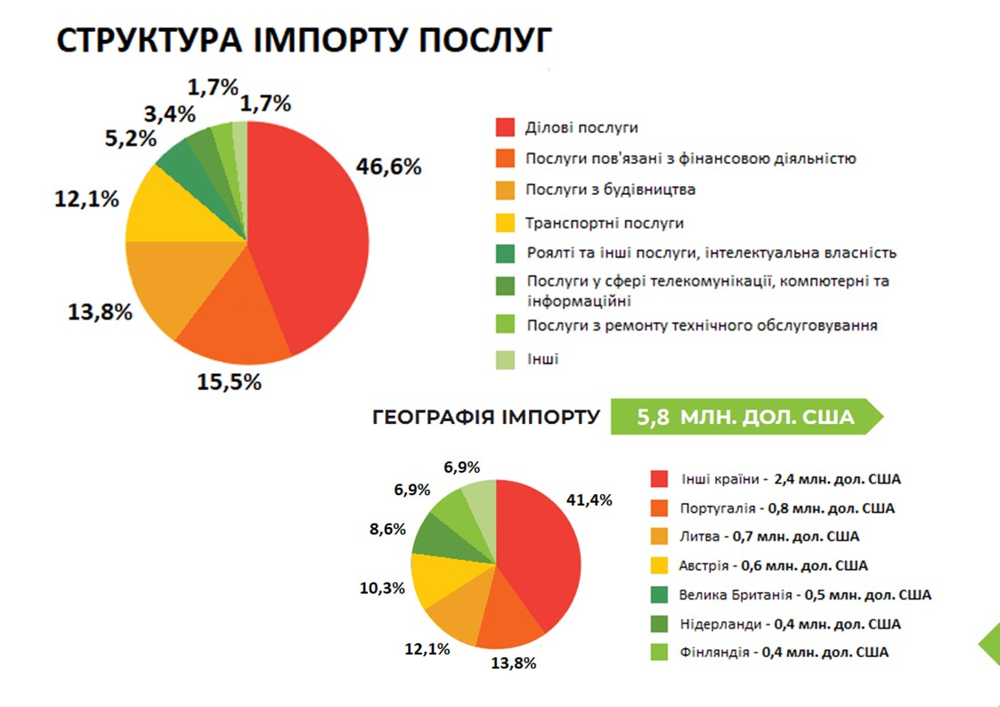 СТРУКТУРА ІМПОРТУ ПОСЛУГ
1,7%
1,7%
3,4%
5,2%
46,6%
12,1%
13,8%
15,5%
Ділові послуги
Послуги пов'язані з фінансовою діяльністю
Послуги з будівництва
Транспортні послуги
Роялті та інші послуги, інтелектуальна власність
Послуги у сфері телекомунікації, компютерні та
інформаційні
Послуги з ремонту технічного обслуговування
Інші
ГЕОГРАФІЯ ІМПОРТУ 5,8 МЛН. ДОЛ. США
6,9%
6,9%
41,4%
8,6%
10,3%
12,1%
13,8%
Інші країни - 2,4 млн. дол. США
Португалія - 0,8 млн. дол. США
Литва - 0,7 млн. дол. США
Австрія - 0,6 млн. дол. США
Велика Британія - 0,5 млн. дол. США
Нідерланди - 0,4 млн. дол. США
Фінляндія - 0,4 млн. дол. США